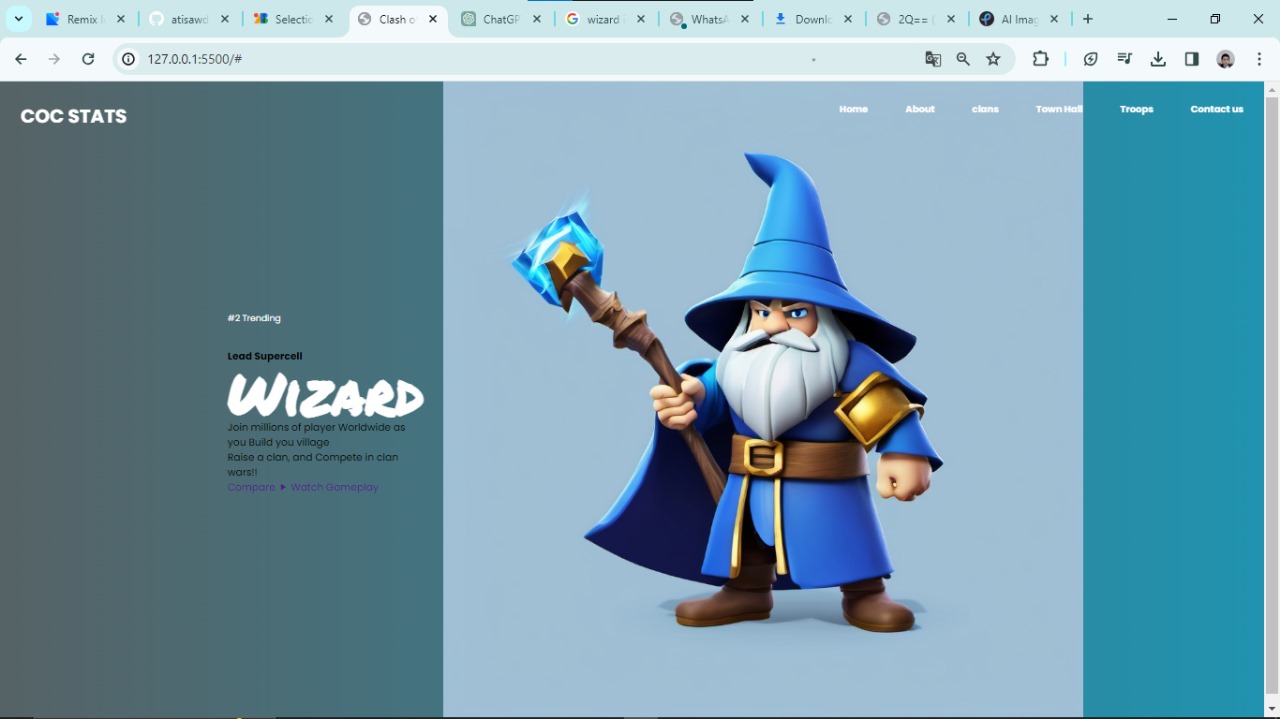 Remix I
atisawd
Selectio
Clash o
ChatGP
wizard
WhatsA
Downlo
2Q== (
AI Imag
127.0.0.1:5500/#
COC STATS
Home About clans Town Hall Troops Contact us
#2 Trending
Lead Supercell
Wizard
Join millions of player Worldwide as
you Build you village
Raise a clan, and Compete in clan
wars!!
Compare Watch Gameplay